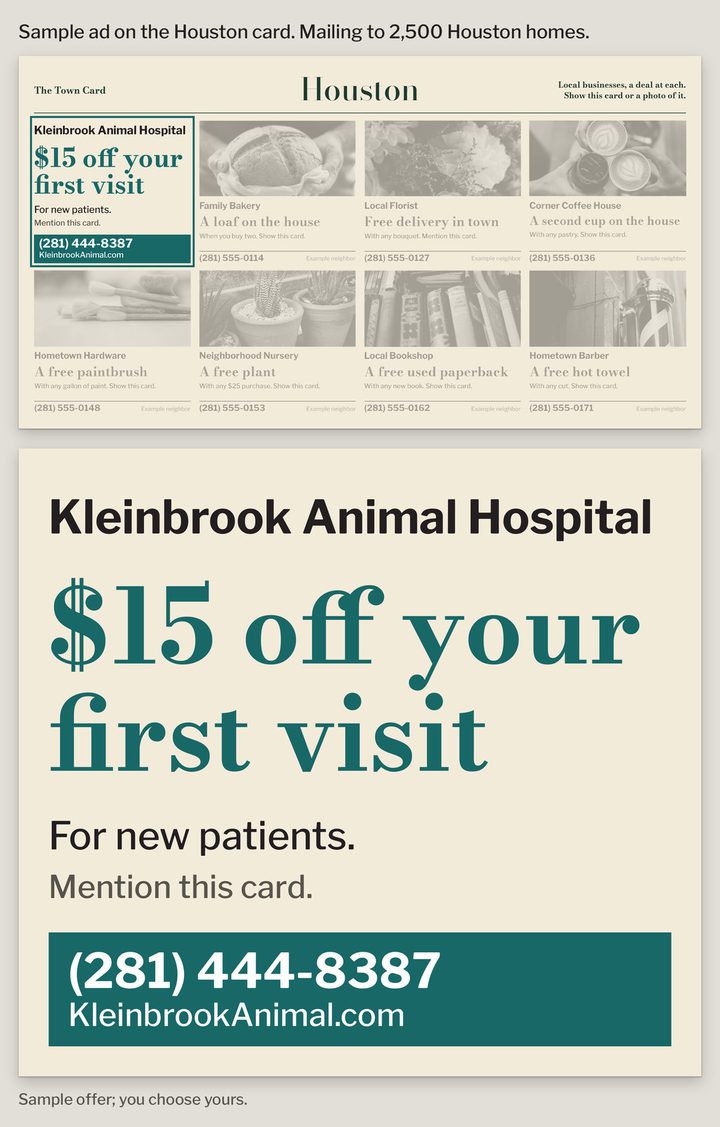 Sample ad on the Houston card. Mailing to 2,500 Houston homes.
The Town Card
Houston
Local businesses, a deal at each.
Show this card or a photo of it.
Kleinbrook Animal Hospital
$15 off your
first visit
For new patients.
Mention this card.
(281) 444-8387
KleinbrookAnimal.com
Family Bakery
A loaf on the house
When you buy two. Show this card.
(281) 555-0114
Example neighbor
Local Florist
Free delivery in town
With any bouquet. Mention this card.
(281) 555-0127
Example neighbor
Corner Coffee House
A second cup on the house
With any pastry. Show this card.
(281) 555-0136
Example neighbor
Hometown Hardware
A free paintbrush
With any gallon of paint. Show this card.
(281) 555-0148
Example neighbor
Neighborhood Nursery
A free plant
With any $25 purchase. Show this card.
(281) 555-0153
Example neighbor
Local Bookshop
A free used paperback
With any new book. Show this card.
(281) 555-0162
Example neighbor
Hometown Barber
A free hot towel
With any cut. Show this card.
(281) 555-0171
Example neighbor
Kleinbrook Animal Hospital
$15 off your
first visit
For new patients.
Mention this card.
(281) 444-8387
KleinbrookAnimal.com
Sample offer; you choose yours.